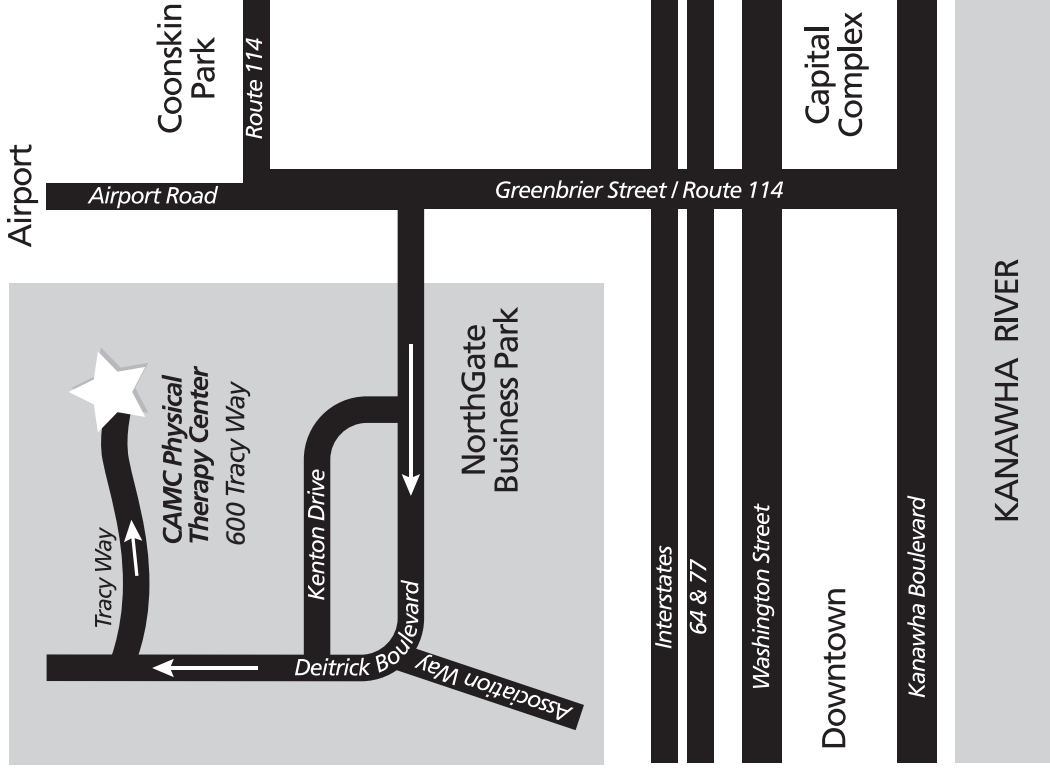 Airport
Coonskin
Park
Route 114
Airport Road
Greenbrier Street / Route 114
Capital
Complex
CAMC Physical
Therapy Center
600 Tracy Way
Tracy Way
Kenton Drive
NorthGate
Business Park
Deitrick Boulevard
Association Way
Interstates
64 & 77
Washington Street
Downtown
Kanawha Boulevard
KANAWHA RIVER